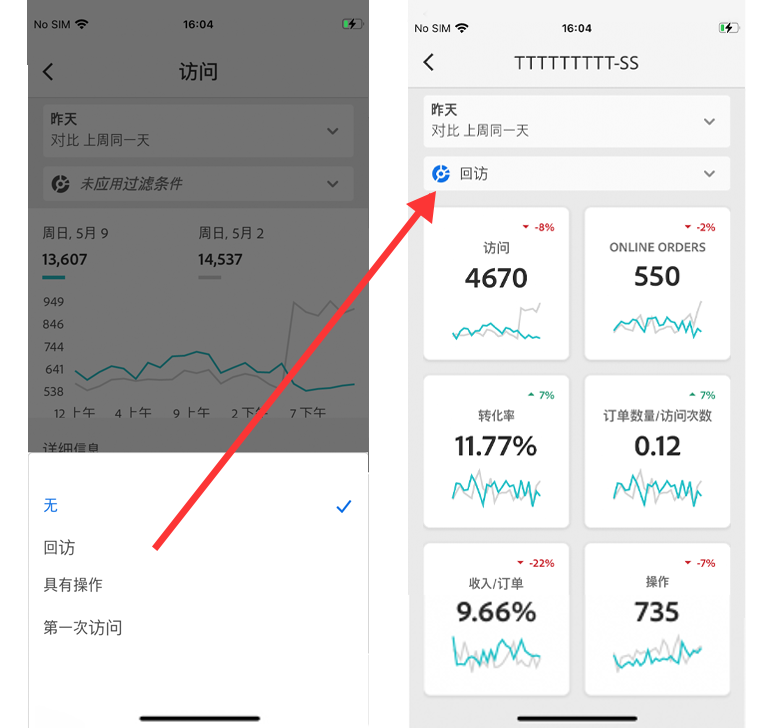 No SIM
16:04
访问
昨天
对比 上周同一天
未应用过滤条件
周日, 5月 9
周日, 5月 2
13,607
14,537
949
846
744
641
538
12 上午
4 上午
9 上午
2 下午
7 下午
详细信息
无
回访
具有操作
第一次访问
No SIM
16:04
TTTTTTTTT-SS
昨天
对比 上周同一天
回访
-8%
访问
4670
-2%
ONLINE ORDERS
550
7%
转化率
11.77%
7%
订单数量/访问次数
0.12
-22%
收入/订单
9.66%
-7%
操作
735